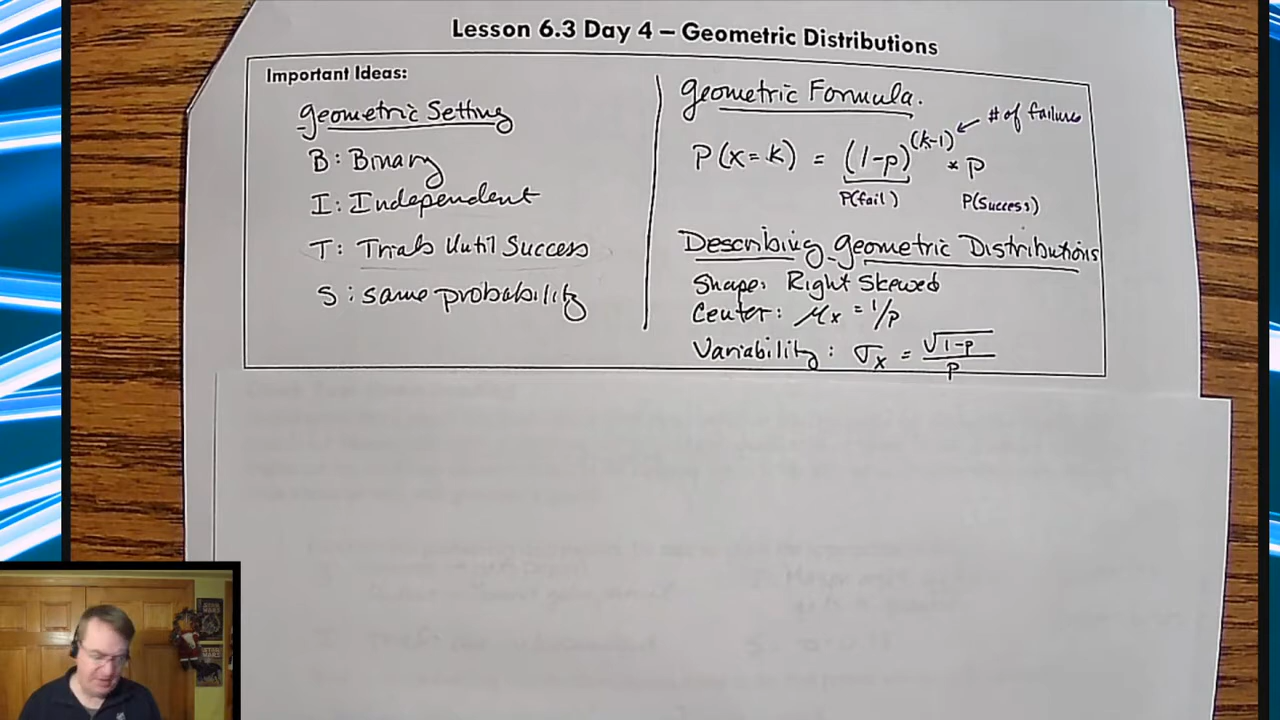 Lesson 6.3 Day 4 – Geometric Distributions
Important Ideas:
Geometric Setting
B: Binary
I: Independent
T: Trials Until Success
S: same probability
Geometric Formula.
# of failures
P(x=k) = (1-p)^(k-1) * p
P(fail) P(success)
Describing Geometric Distributions
Shape: Right Skewed
Center: μx = 1/p
Variability: σx = √1-p / p
STAR WARS